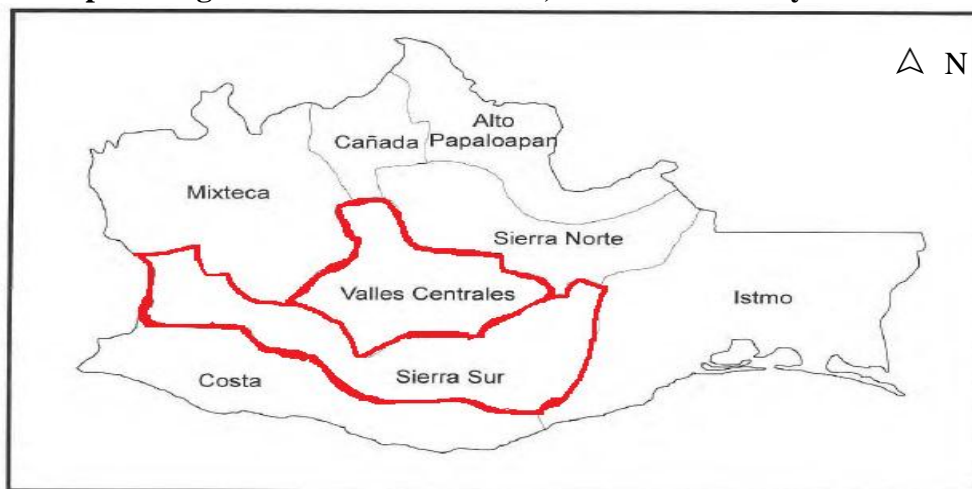 N
Alto
Papaloapan
Cañada
Mixteca
Sierra Norte
Valles Centrales
Istmo
Sierra Sur
Costa